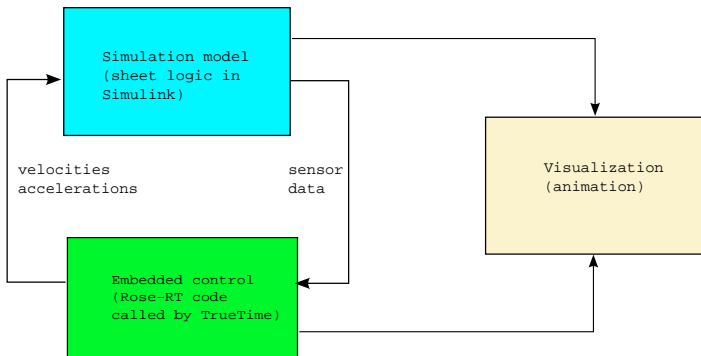 Simulation model
(sheet logic in
Simulink)
velocities
accelerations
sensor
data
Visualization
(animation)
Embedded control
(Rose-RT code
called by TrueTime)